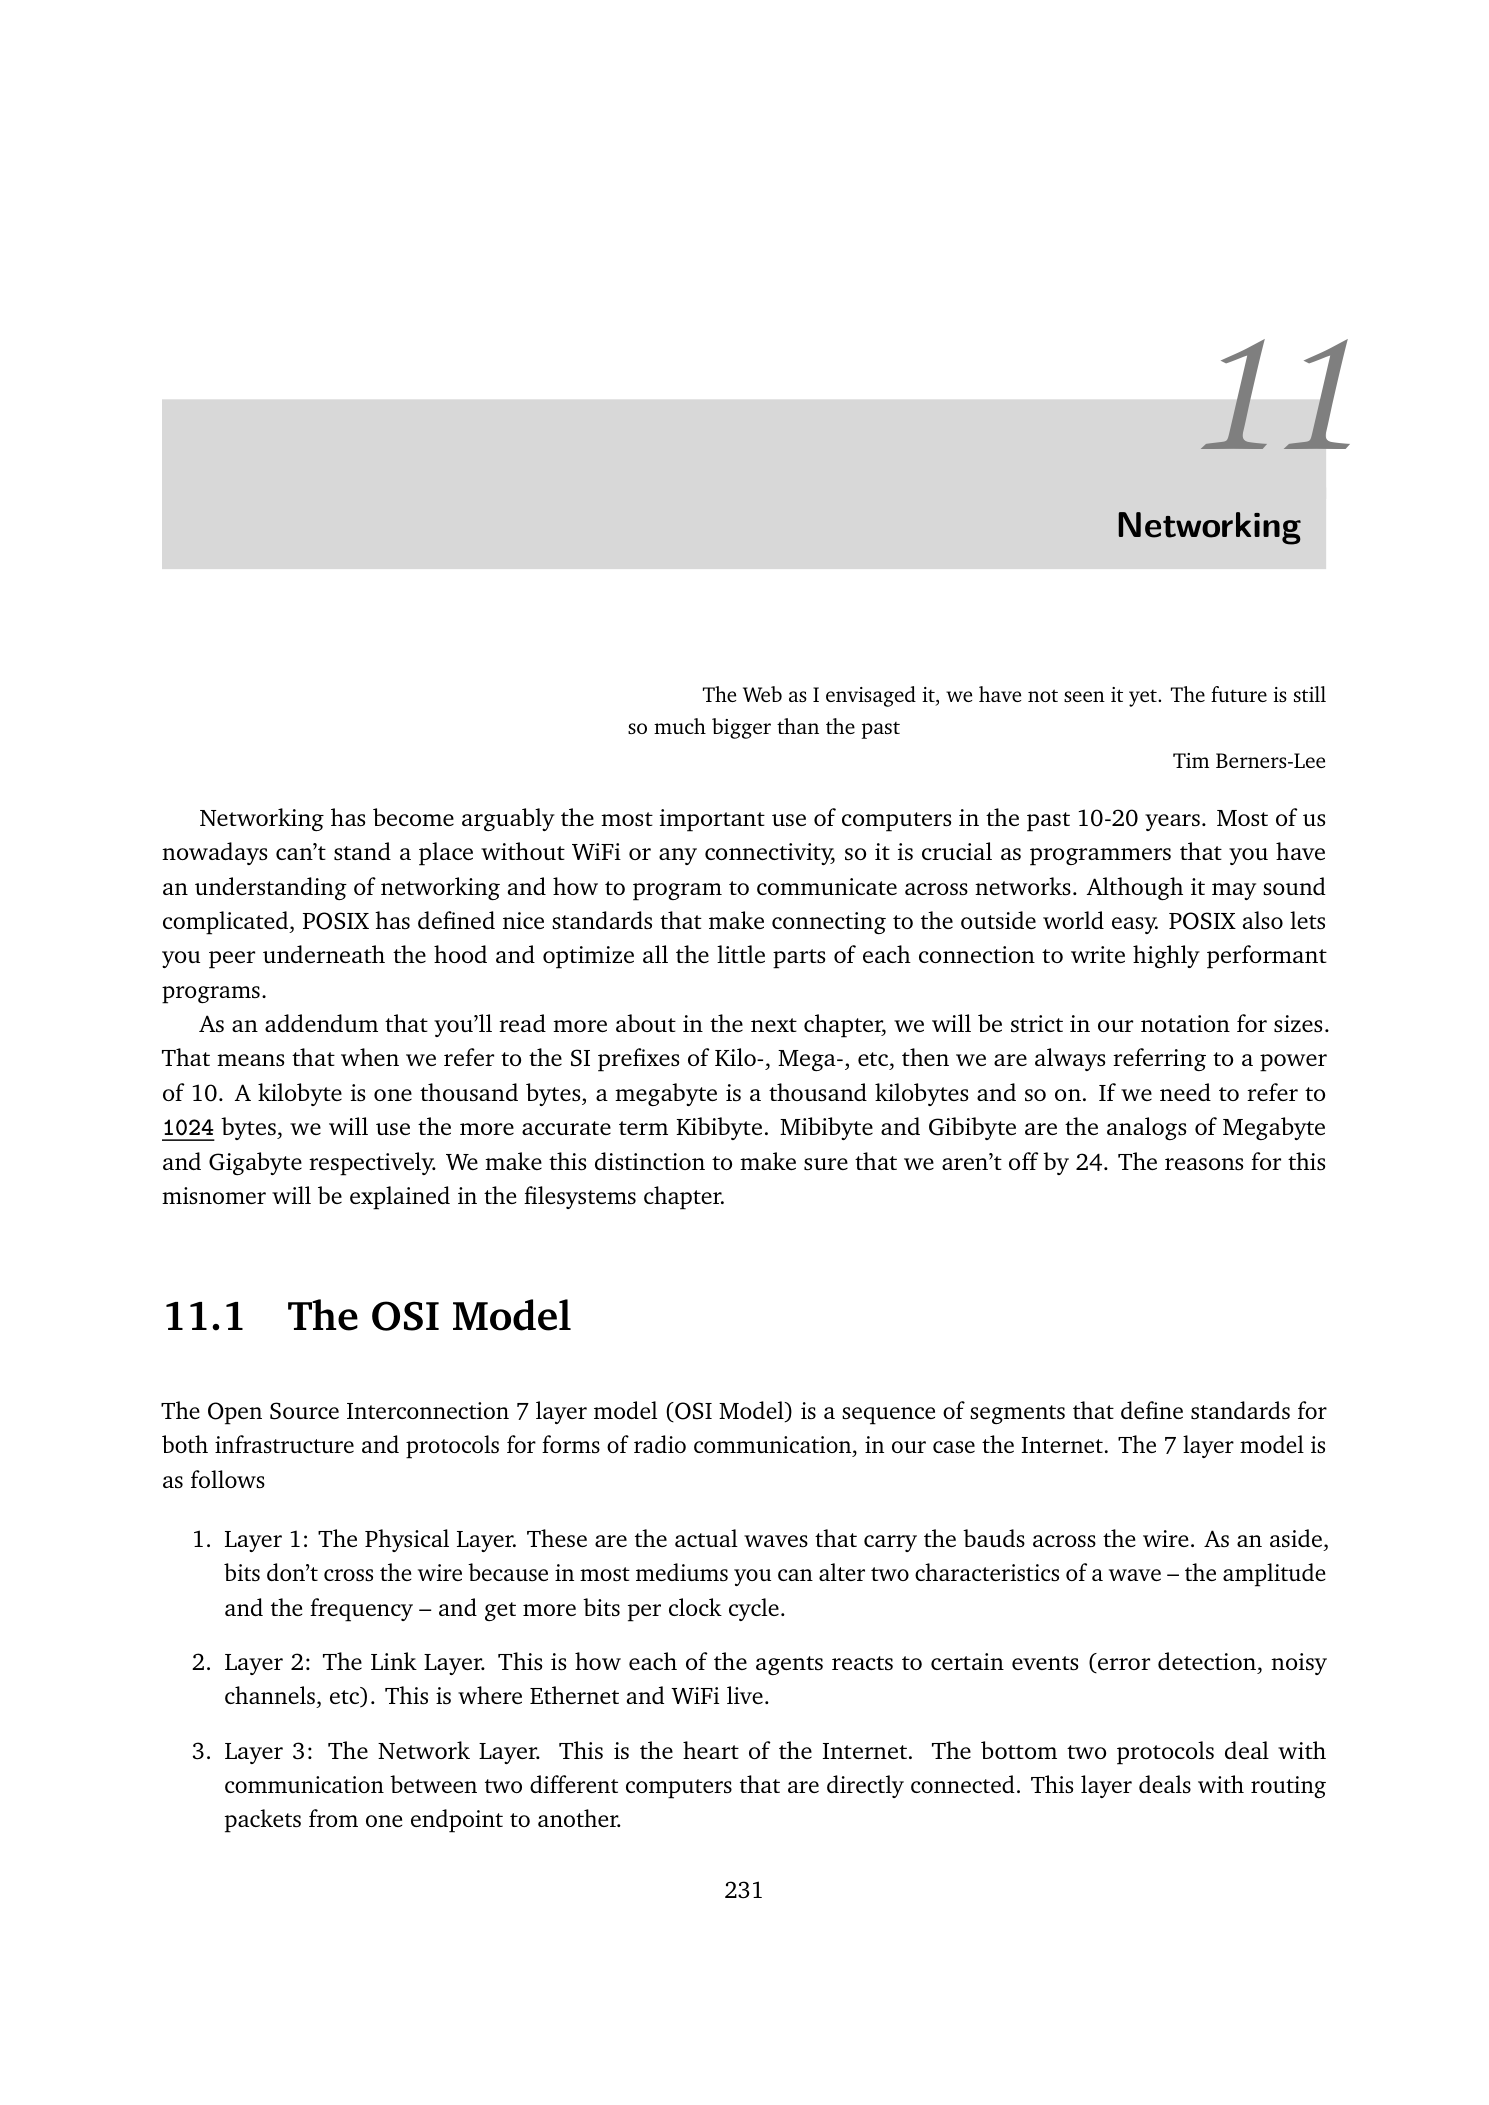 11
Networking
The Web as I envisaged it, we have not seen it yet. The future is still
so much bigger than the past
Tim Berners-Lee
Networking has become arguably the most important use of computers in the past 10-20 years. Most of us
nowadays can't stand a place without WiFi or any connectivity, so it is crucial as programmers that you have
an understanding of networking and how to program to communicate across networks. Although it may sound
complicated, POSIX has defined nice standards that make connecting to the outside world easy. POSIX also lets
you peer underneath the hood and optimize all the little parts of each connection to write highly performant
programs.
As an addendum that you'll read more about in the next chapter, we will be strict in our notation for sizes.
That means that when we refer to the SI prefixes of Kilo-, Mega-, etc, then we are always referring to a power
of 10. A kilobyte is one thousand bytes, a megabyte is a thousand kilobytes and so on. If we need to refer to
1024 bytes, we will use the more accurate term Kibibyte. Mibibyte and Gibibyte are the analogs of Megabyte
and Gigabyte respectively. We make this distinction to make sure that we aren't off by 24. The reasons for this
misnomer will be explained in the filesystems chapter.
11.1 The OSI Model
The Open Source Interconnection 7 layer model (OSI Model) is a sequence of segments that define standards for
both infrastructure and protocols for forms of radio communication, in our case the Internet. The 7 layer model is
as follows
1. Layer 1: The Physical Layer. These are the actual waves that carry the bauds across the wire. As an aside,
bits don't cross the wire because in most mediums you can alter two characteristics of a wave – the amplitude
and the frequency – and get more bits per clock cycle.
2. Layer 2: The Link Layer. This is how each of the agents reacts to certain events (error detection, noisy
channels, etc). This is where Ethernet and WiFi live.
3. Layer 3: The Network Layer. This is the heart of the Internet. The bottom two protocols deal with
communication between two different computers that are directly connected. This layer deals with routing
packets from one endpoint to another.
231